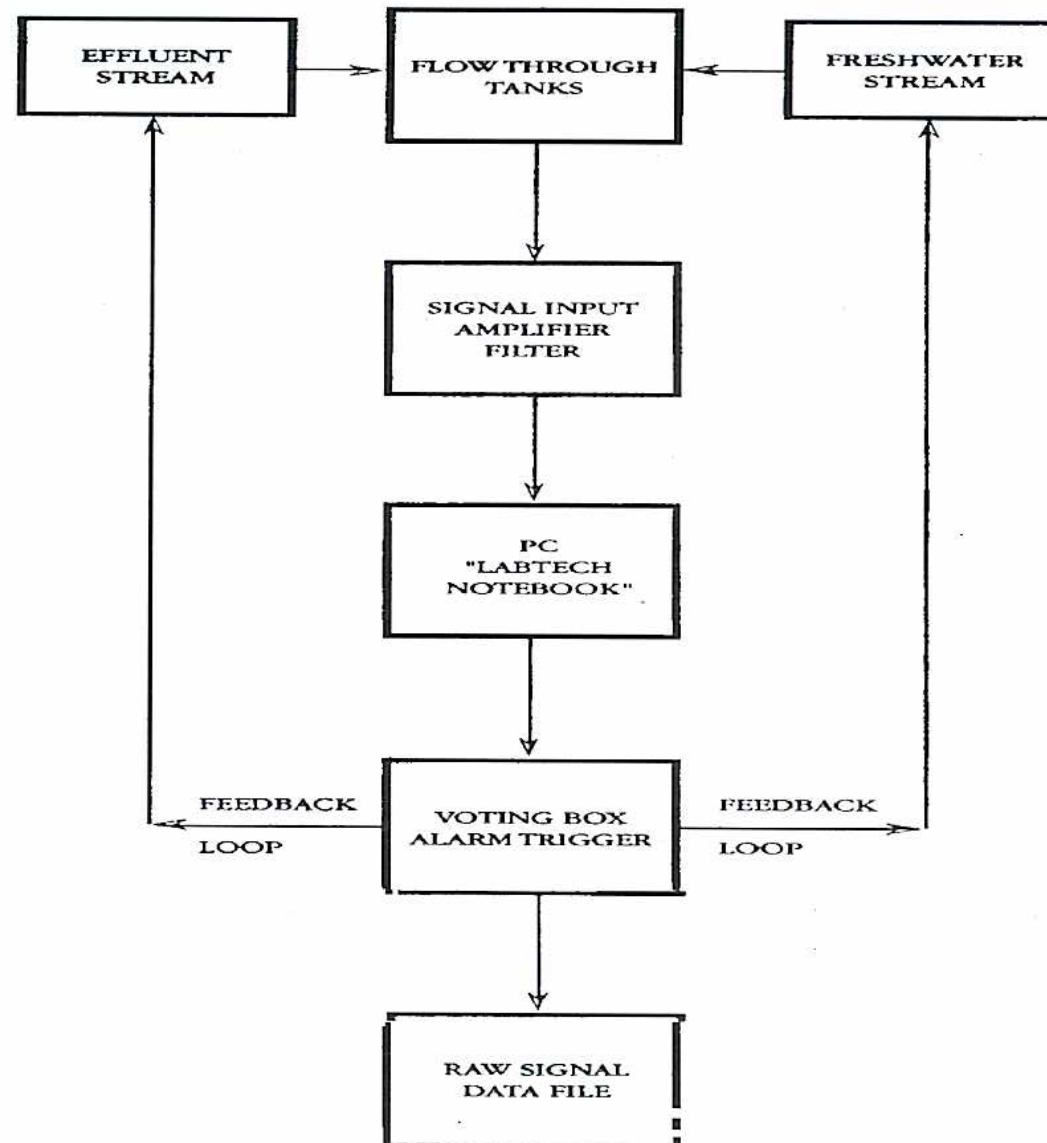 EFFLUENT
STREAM
FLOW THROUGH
TANKS
FRESHWATER
STREAM
SIGNAL INPUT
AMPLIFIER
FILTER
PC
"LABTECH
NOTEBOOK"
FEEDBACK
LOOP
VOTING BOX
ALARM TRIGGER
FEEDBACK
LOOP
RAW SIGNAL
DATA FILE